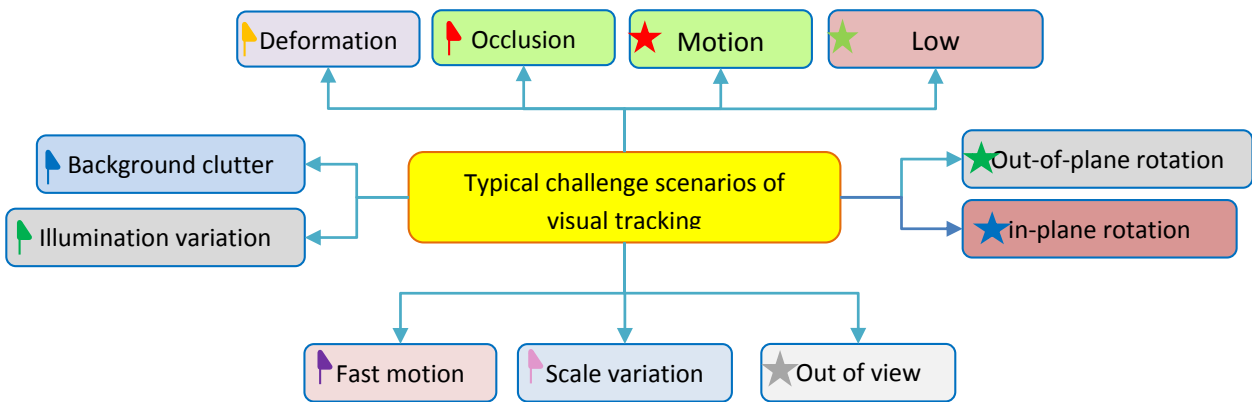 Deformation
Occlusion
Motion
Low
Background clutter
Typical challenge scenarios of
visual tracking
Out-of-plane rotation
Illumination variation
in-plane rotation
Fast motion
Scale variation
Out of view